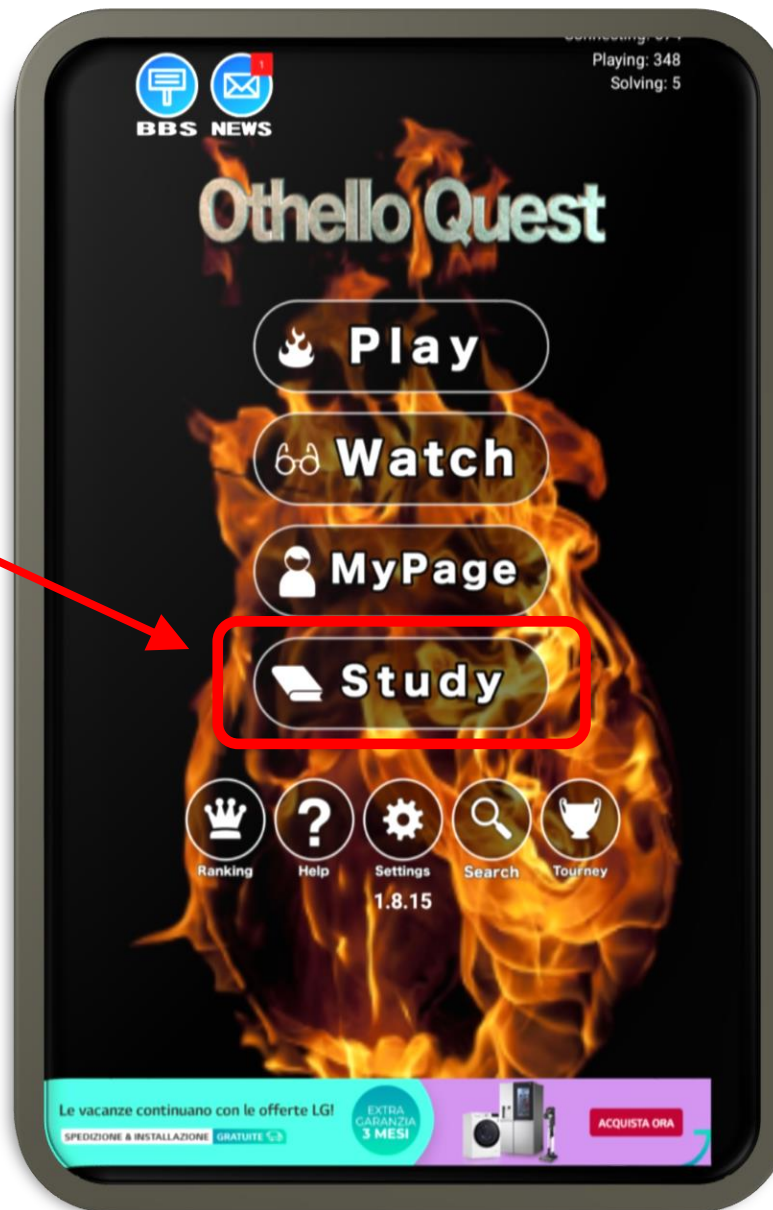 Playing: 348
Solving: 5
1
BBS NEWS
Othello Quest
Play
Watch
MyPage
Study
Ranking Help Settings Search Tourney
1.8.15
Le vacanze continuano con le offerte LG!
SPEDIZIONE & INSTALLAZIONE GRATUITE
EXTRA
GARANZIA
3 MESI
ACQUISTA ORA